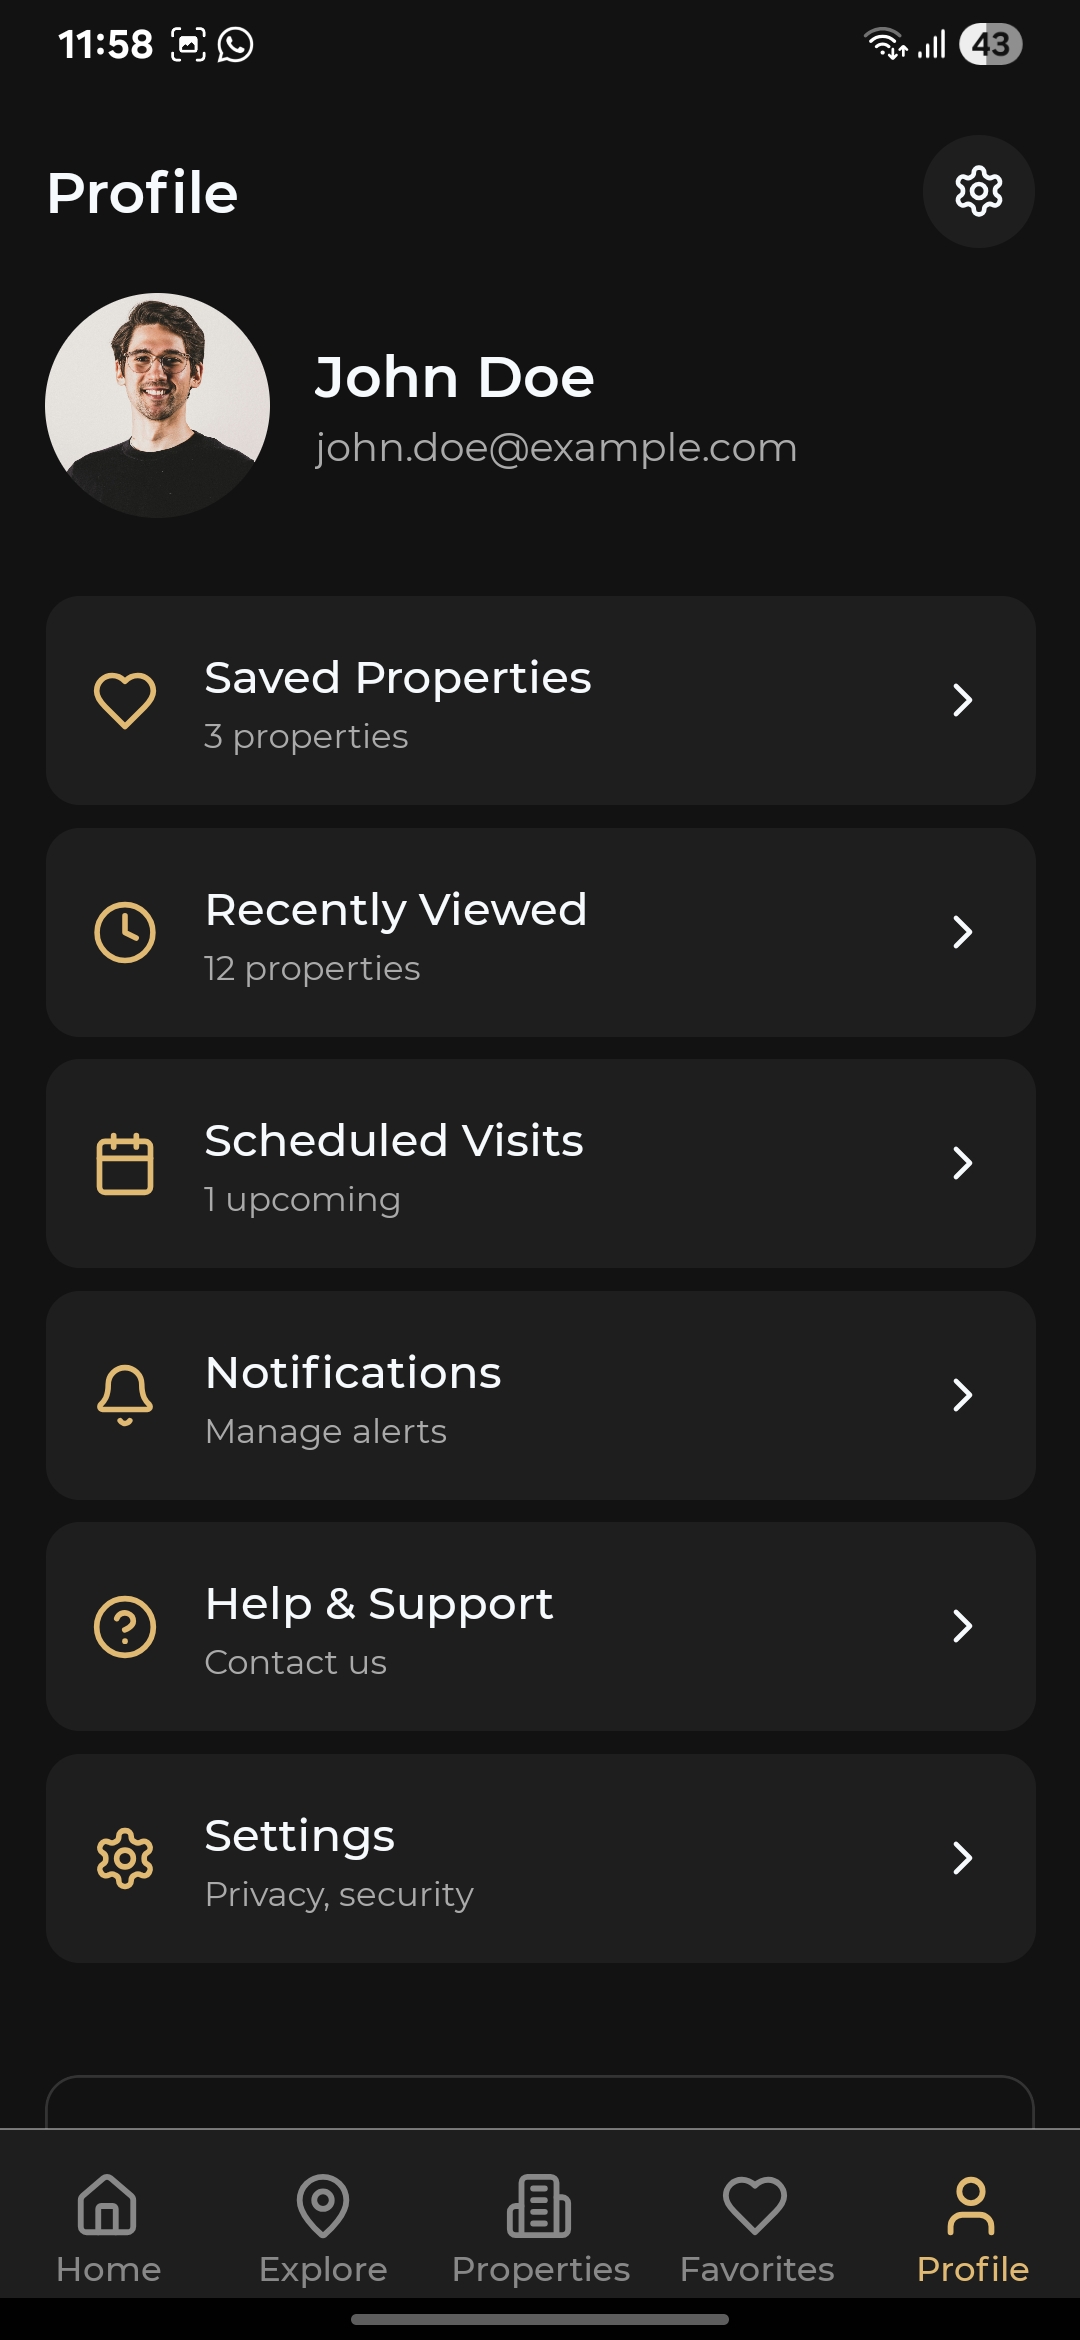 11:58
43
Profile
John Doe
john.doe@example.com
Saved Properties
3 properties
Recently Viewed
12 properties
Scheduled Visits
1 upcoming
Notifications
Manage alerts
Help & Support
Contact us
Settings
Privacy, security
Home Explore Properties Favorites Profile